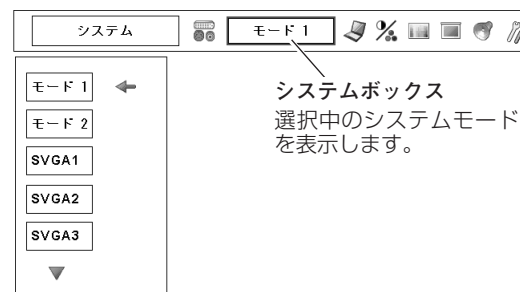 システム
モード 1
モード 1
モード 2
SVGA1
SVGA2
SVGA3
システムボックス
選択中のシステムモード
を表示します。